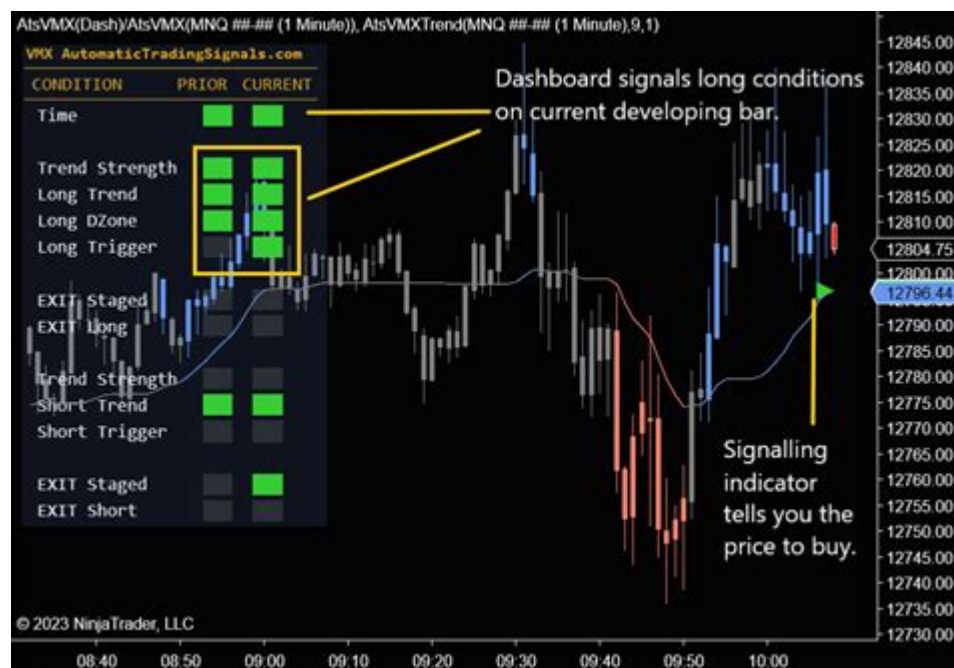 AtsVMX(Dash)/AtsVMX(MNQ ##-## (1 Minute)), AtsVMXTrend(MNQ ##-## (1 Minute),9,1)
VMX AutomaticTradingSignals.com
CONDITION PRIOR CURRENT
Time
Trend Strength
Long Trend
Long DZone
Long Trigger
EXIT Staged
EXIT Long
Trend Strength
Short Trend
Short Trigger
EXIT Staged
EXIT Short
Dashboard signals long conditions
on current developing bar.
Signalling
indicator
tells you the
price to buy.
12845.00
12840.00
12835.00
12830.00
12825.00
12820.00
12815.00
12810.00
12804.75
12800.00
12796.44
12790.00
12785.00
12780.00
12775.00
12770.00
12765.00
12760.00
12755.00
12750.00
12745.00
12740.00
12735.00
12730.00
© 2023 NinjaTrader, LLC
08:40 08:50 09:00 09:10 09:20 09:30 09:40 09:50 10:00